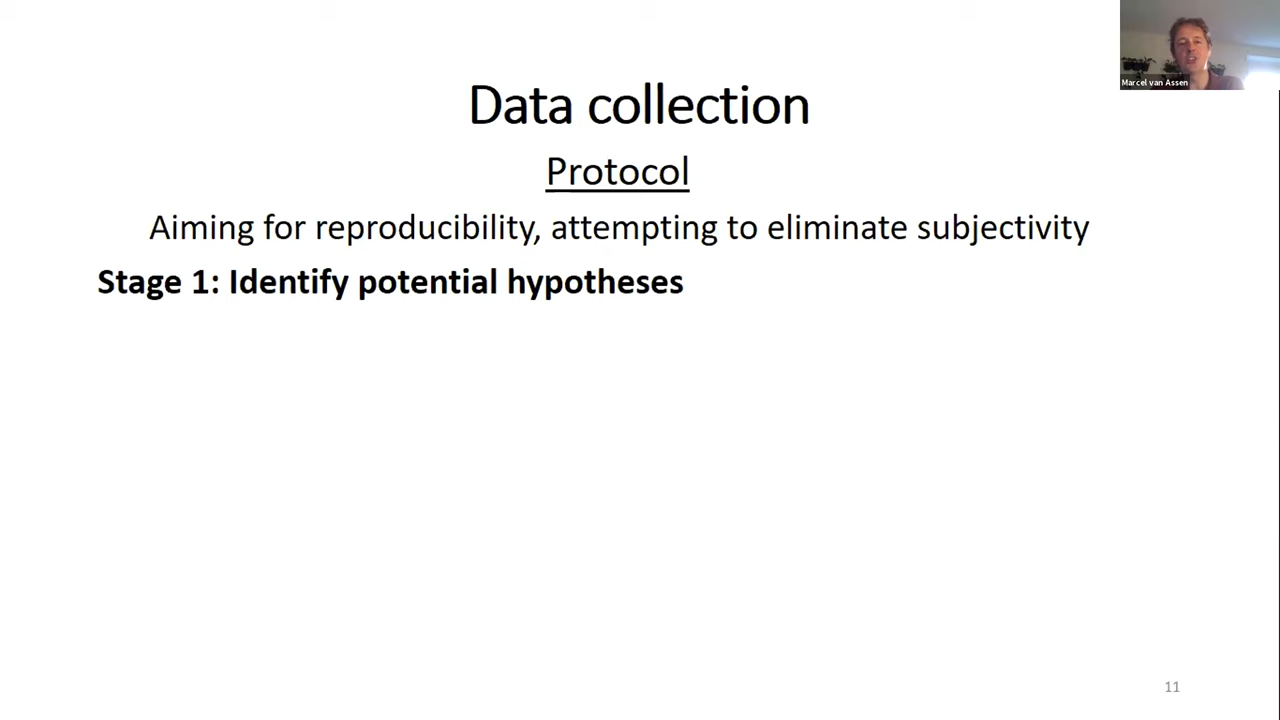 Marcel van Assen
Data collection
Protocol
Aiming for reproducibility, attempting to eliminate subjectivity
Stage 1: Identify potential hypotheses
11